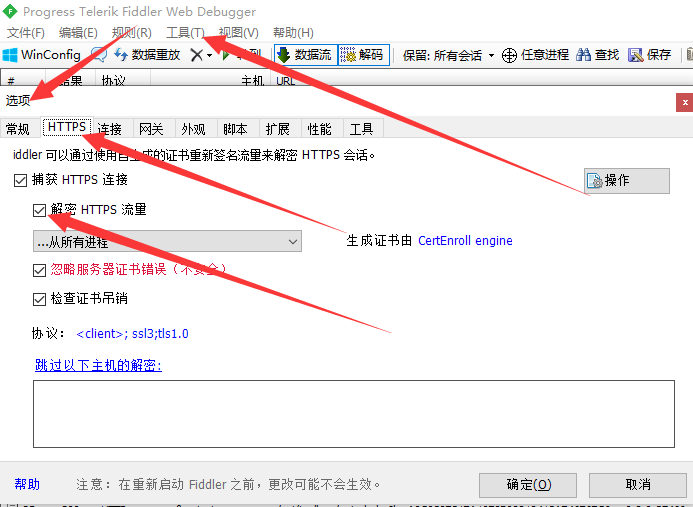 Progress Telerik Fiddler Web Debugger
文件(F) 编辑(E) 规则(R) 工具(T) 视图(V) 帮助(H)
WinConfig 数据重放 数据流 解码 保留: 所有会话 任意进程 查找 保存
# 结果 协议 主机 URL
选项
常规 HTTPS 连接 网关 外观 脚本 扩展 性能 工具
iddler 可以通过使用自生成的证书重新签名流量来解密 HTTPS 会话。
捕获 HTTPS 连接 操作
解密 HTTPS 流量
...从所有进程 生成证书由 CertEnroll engine
忽略服务器证书错误（不安全）
检查证书吊销
协议: <client>; ssl3;tls1.0
跳过以下主机的解密:
帮助 注意: 在重新启动 Fiddler 之前，更改可能不会生效。 确定(O) 取消